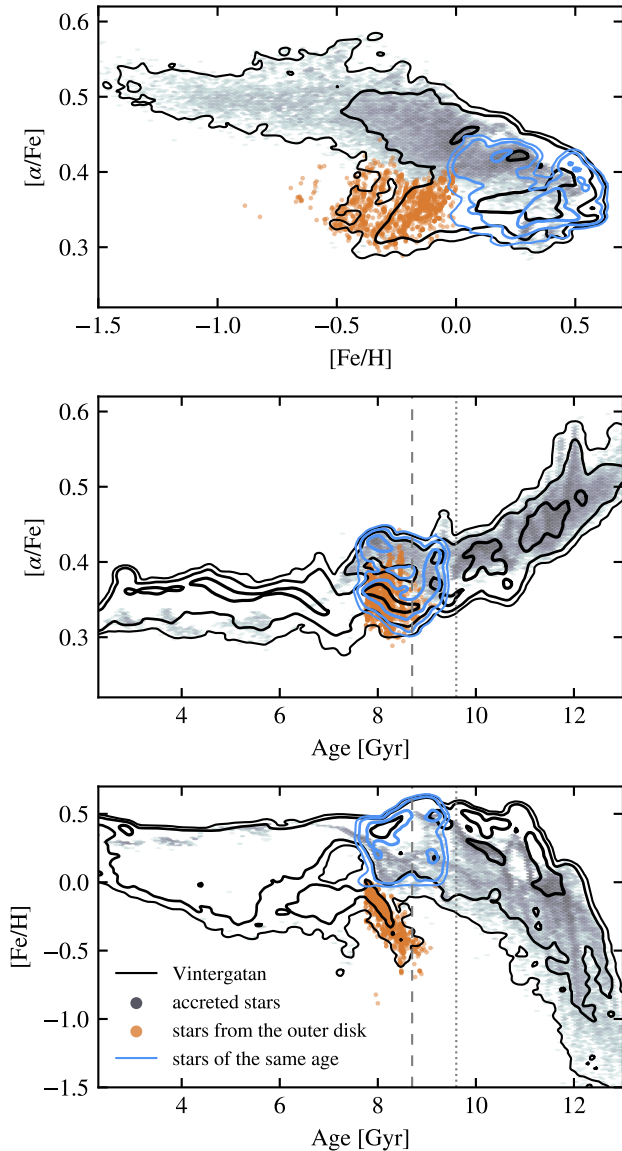 0.6
0.5
0.4
0.3
[α/Fe]
−1.5 −1.0 −0.5 0.0 0.5
[Fe/H]
0.6
0.5
0.4
0.3
[α/Fe]
4 6 8 10 12
Age [Gyr]
0.5
0.0
−0.5
−1.0
−1.5
[Fe/H]
Vintergatan
accreted stars
stars from the outer disk
stars of the same age
4 6 8 10 12
Age [Gyr]